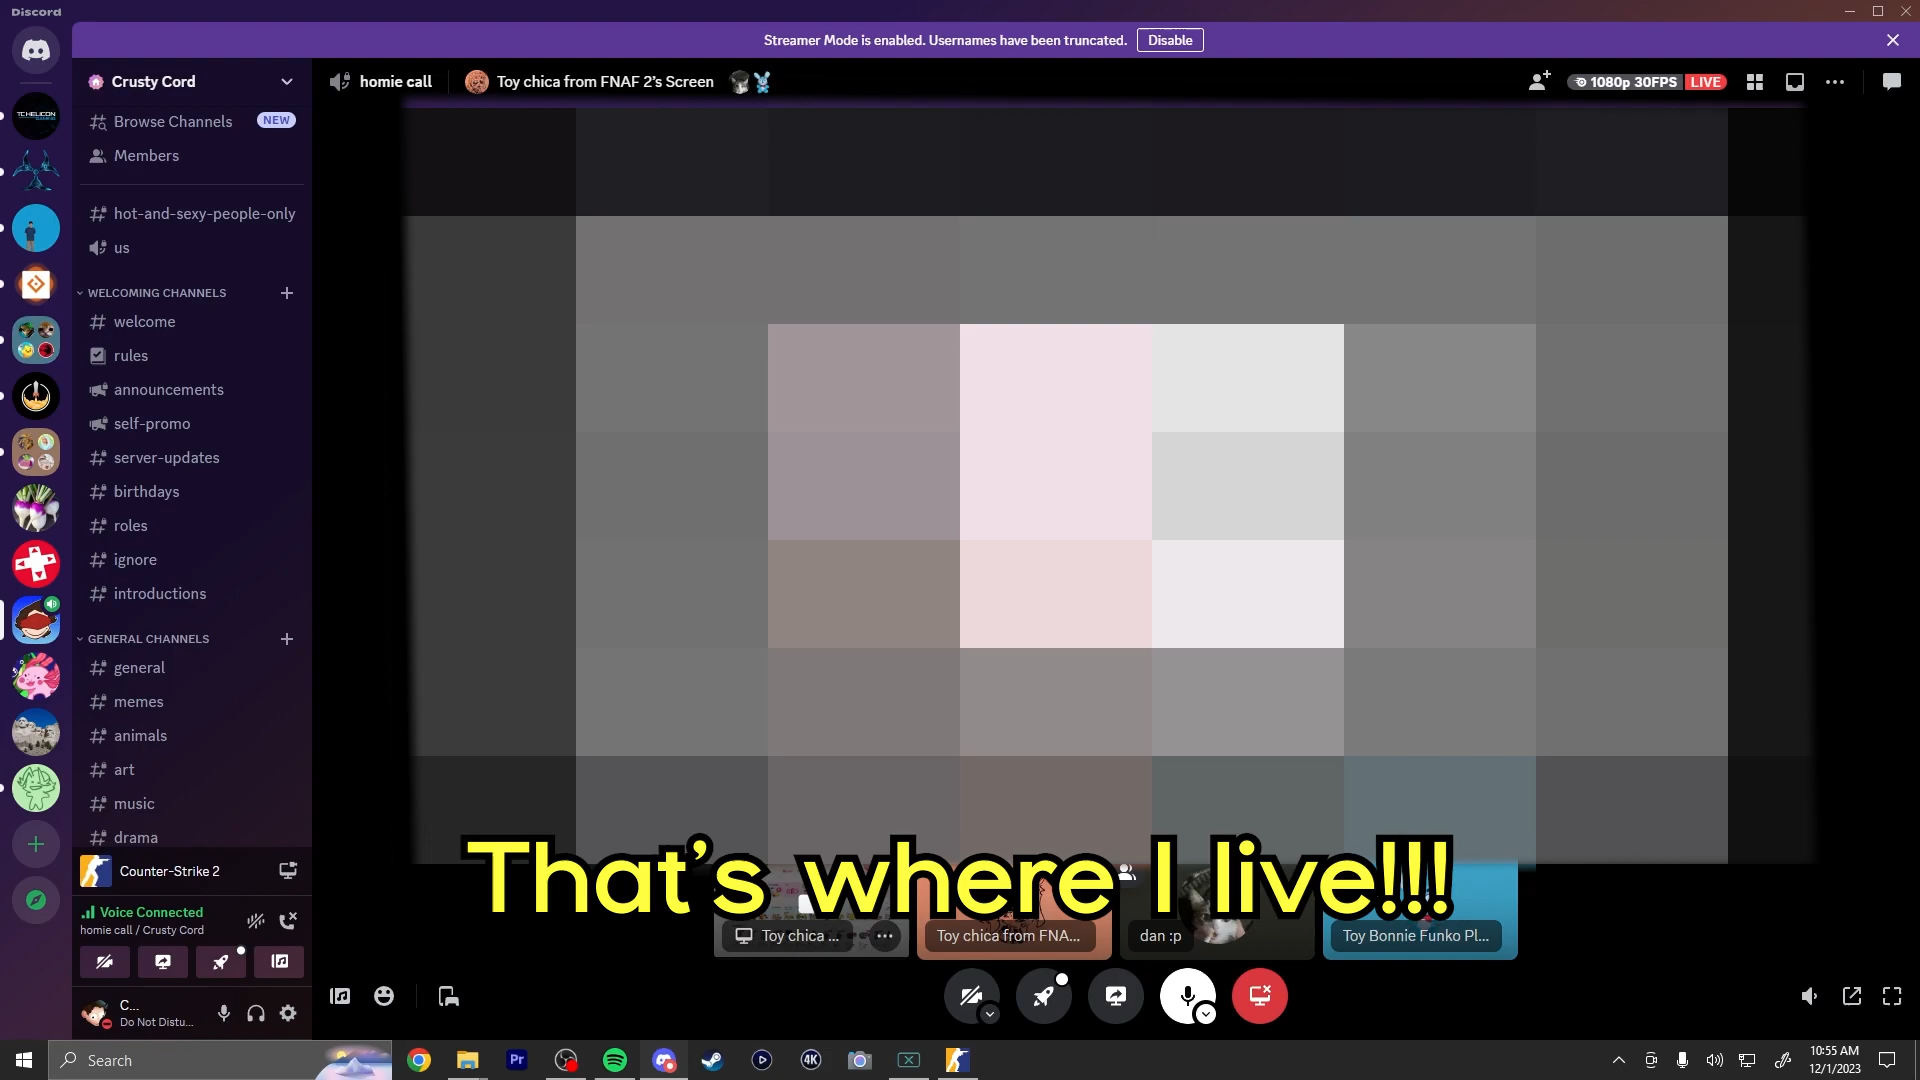 Discord
Streamer Mode is enabled. Usernames have been truncated.
Disable
Crusty Cord
homie call
Toy chica from FNAF 2's Screen
1080p 30FPS
LIVE
Browse Channels
NEW
Members
hot-and-sexy-people-only
us
WELCOMING CHANNELS
welcome
rules
announcements
self-promo
server-updates
birthdays
roles
ignore
introductions
GENERAL CHANNELS
general
memes
animals
art
music
drama
TC HELICON
Counter-Strike 2
Voice Connected
homie call / Crusty Cord
C...
Do Not Distu...
That's where I live!!!
Toy chica ...
Toy chica from FNA...
dan :p
Toy Bonnie Funko Pl...
Search
Pr
4K
10:55 AM
12/1/2023